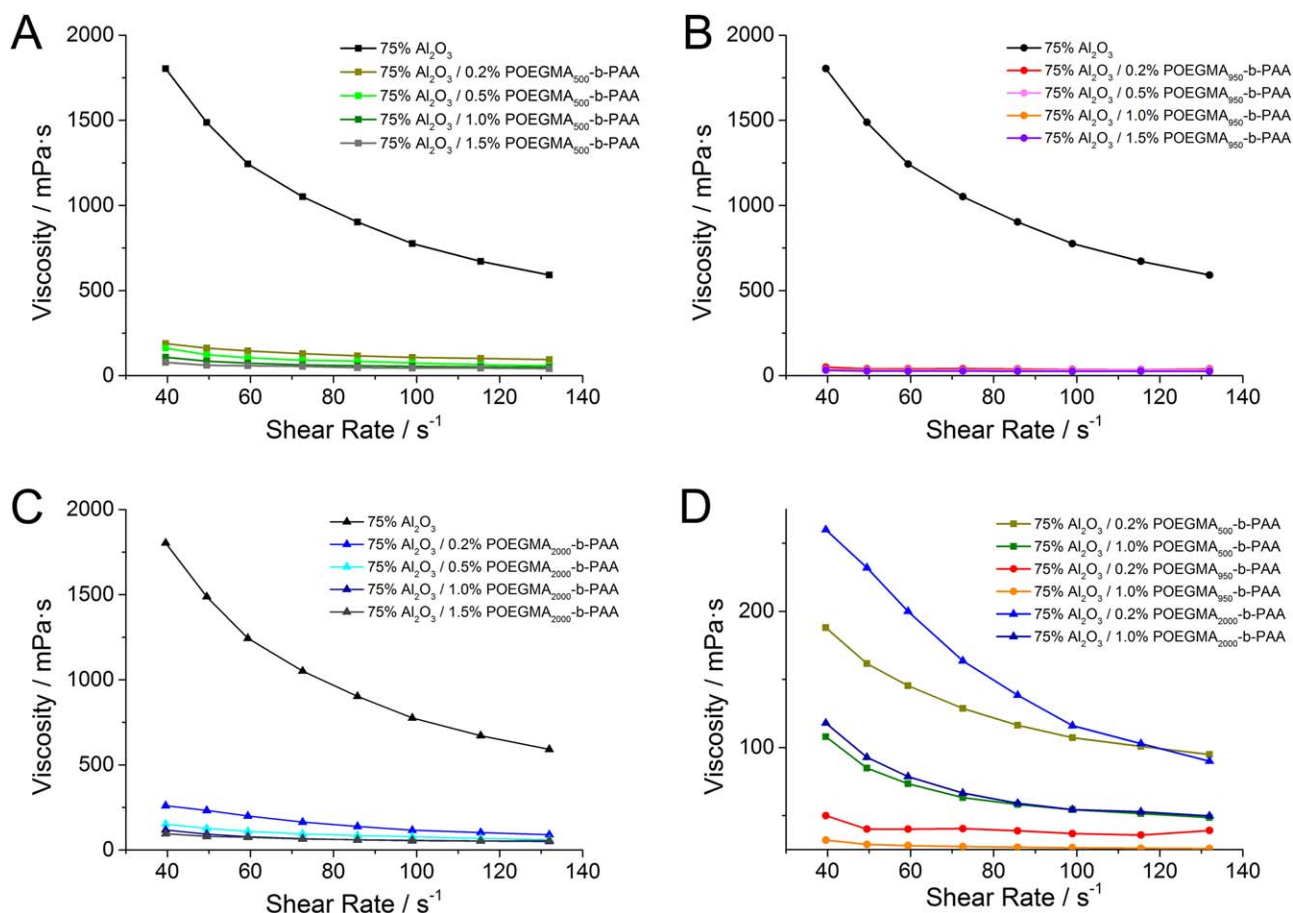 A
2000
1500
1000
500
0
Viscosity / mPa·s
75% Al₂O₃
75% Al₂O₃ / 0.2% POEGMA₅₀₀-b-PAA
75% Al₂O₃ / 0.5% POEGMA₅₀₀-b-PAA
75% Al₂O₃ / 1.0% POEGMA₅₀₀-b-PAA
75% Al₂O₃ / 1.5% POEGMA₅₀₀-b-PAA
40 60 80 100 120 140
Shear Rate / s⁻¹
B
2000
1500
1000
500
0
Viscosity / mPa·s
75% Al₂O₃
75% Al₂O₃ / 0.2% POEGMA₉₅₀-b-PAA
75% Al₂O₃ / 0.5% POEGMA₉₅₀-b-PAA
75% Al₂O₃ / 1.0% POEGMA₉₅₀-b-PAA
75% Al₂O₃ / 1.5% POEGMA₉₅₀-b-PAA
40 60 80 100 120 140
Shear Rate / s⁻¹
C
2000
1500
1000
500
0
Viscosity / mPa·s
75% Al₂O₃
75% Al₂O₃ / 0.2% POEGMA₂₀₀₀-b-PAA
75% Al₂O₃ / 0.5% POEGMA₂₀₀₀-b-PAA
75% Al₂O₃ / 1.0% POEGMA₂₀₀₀-b-PAA
75% Al₂O₃ / 1.5% POEGMA₂₀₀₀-b-PAA
40 60 80 100 120 140
Shear Rate / s⁻¹
D
200
100
Viscosity / mPa·s
75% Al₂O₃ / 0.2% POEGMA₅₀₀-b-PAA
75% Al₂O₃ / 1.0% POEGMA₅₀₀-b-PAA
75% Al₂O₃ / 0.2% POEGMA₉₅₀-b-PAA
75% Al₂O₃ / 1.0% POEGMA₉₅₀-b-PAA
75% Al₂O₃ / 0.2% POEGMA₂₀₀₀-b-PAA
75% Al₂O₃ / 1.0% POEGMA₂₀₀₀-b-PAA
40 60 80 100 120 140
Shear Rate / s⁻¹